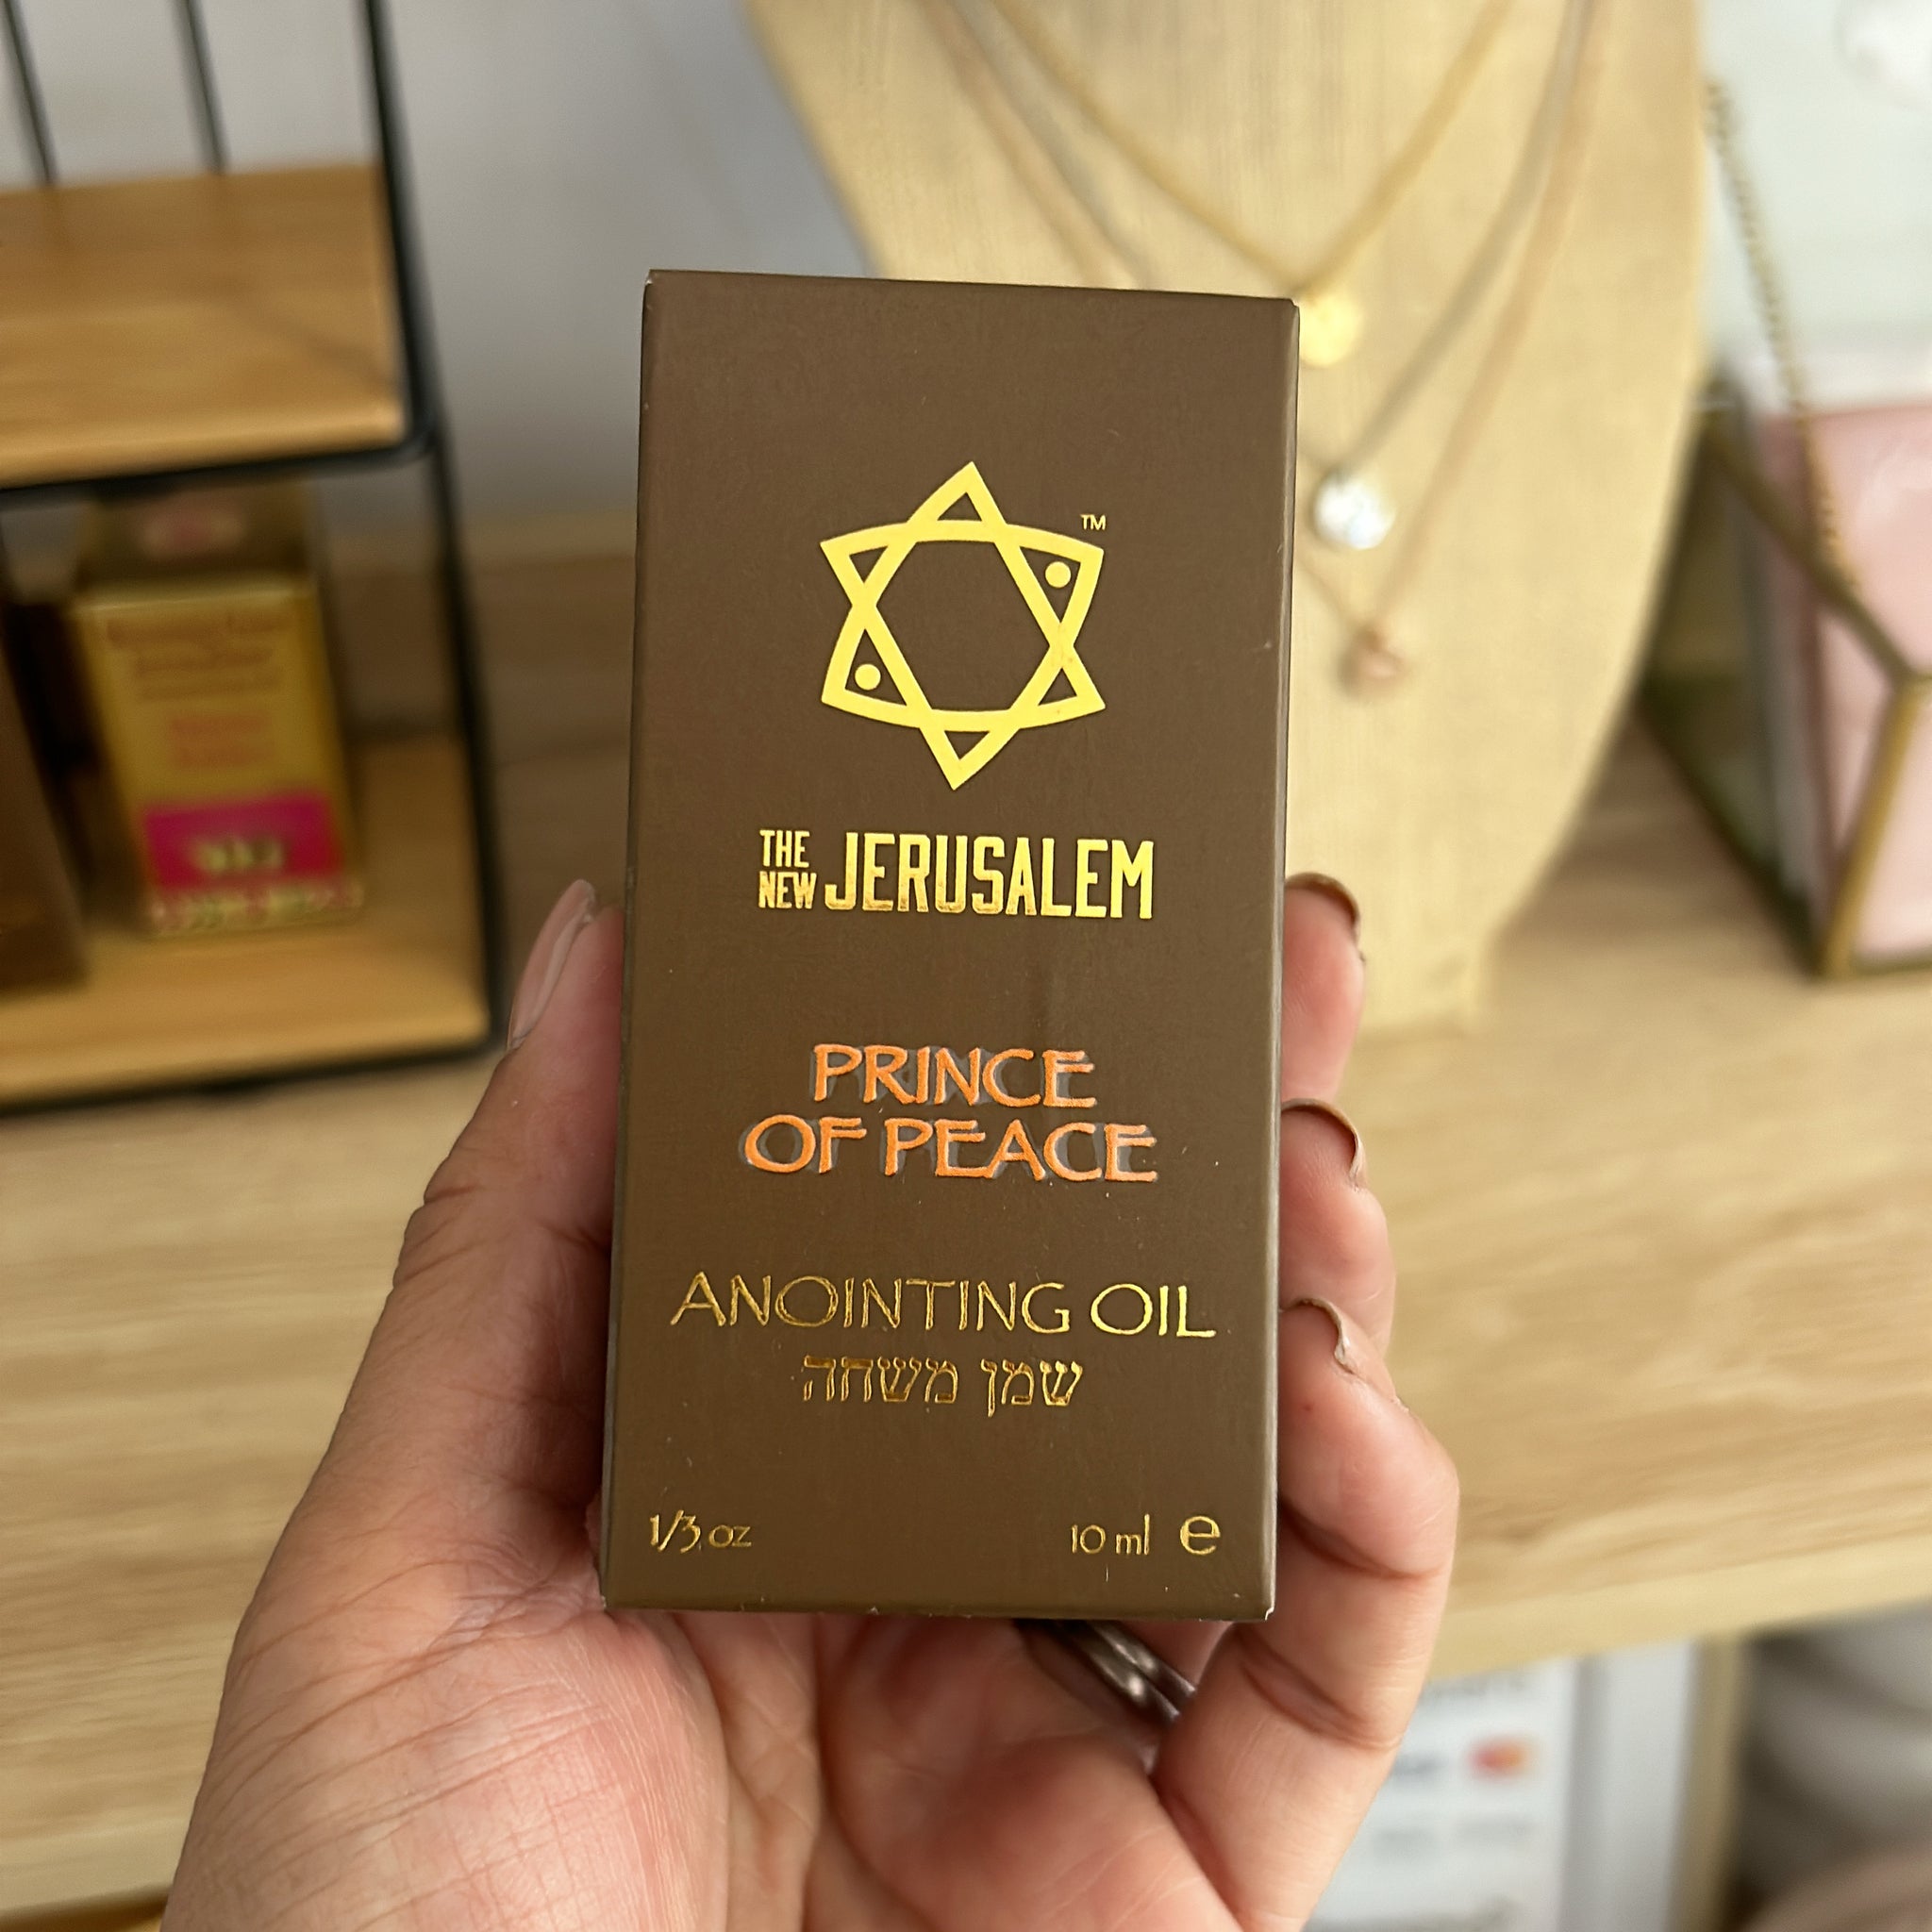 TM
THE NEW JERUSALEM
PRINCE
OF PEACE
ANOINTING OIL
שמן משחה
1/3 oz
10 ml e